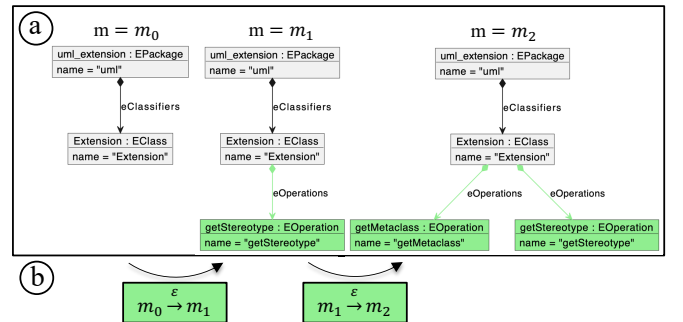 a
m = m₀
m = m₁
m = m₂
uml_extension : EPackage
name = "uml"
uml_extension : EPackage
name = "uml"
uml_extension : EPackage
name = "uml"
eClassifiers
eClassifiers
eClassifiers
Extension : EClass
name = "Extension"
Extension : EClass
name = "Extension"
Extension : EClass
name = "Extension"
eOperations
eOperations
eOperations
getStereotype : EOperation
name = "getStereotype"
getMetaclass : EOperation
name = "getMetaclass"
getStereotype : EOperation
name = "getStereotype"
b
ε
m₀ → m₁
ε
m₁ → m₂